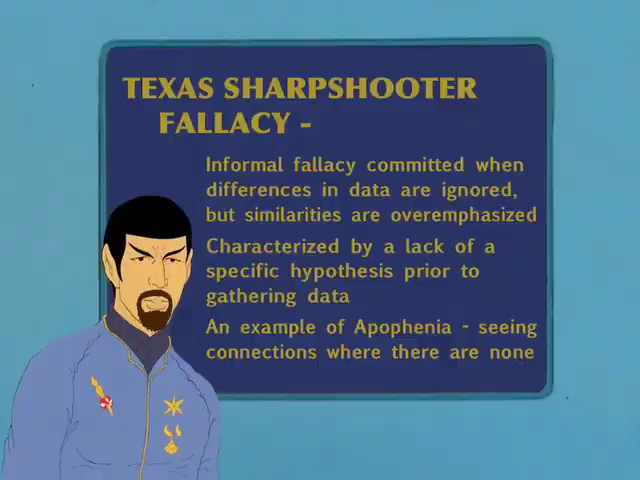 TEXAS SHARPSHOOTER
FALLACY -
Informal fallacy committed when
differences in data are ignored,
but similarities are overemphasized
Characterized by a lack of a
specific hypothesis prior to
gathering data
An example of Apophenia - seeing
connections where there are none